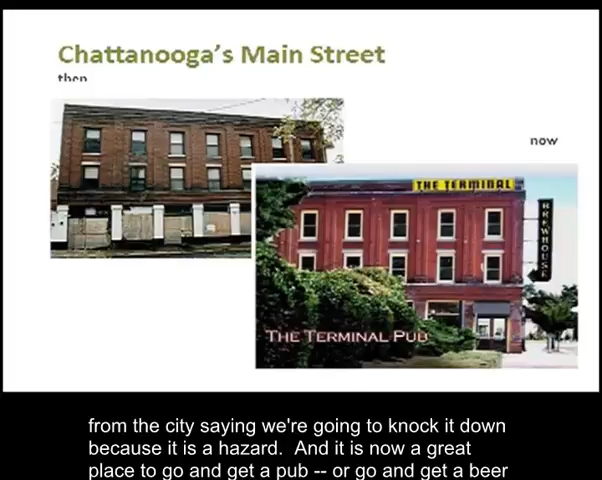 Chattanooga's Main Street
then
now
THE TERMINAL
BREWHOUSE
THE TERMINAL PUB
from the city saying we're going to knock it down
because it is a hazard.  And it is now a great
place to go and get a pub -- or go and get a beer